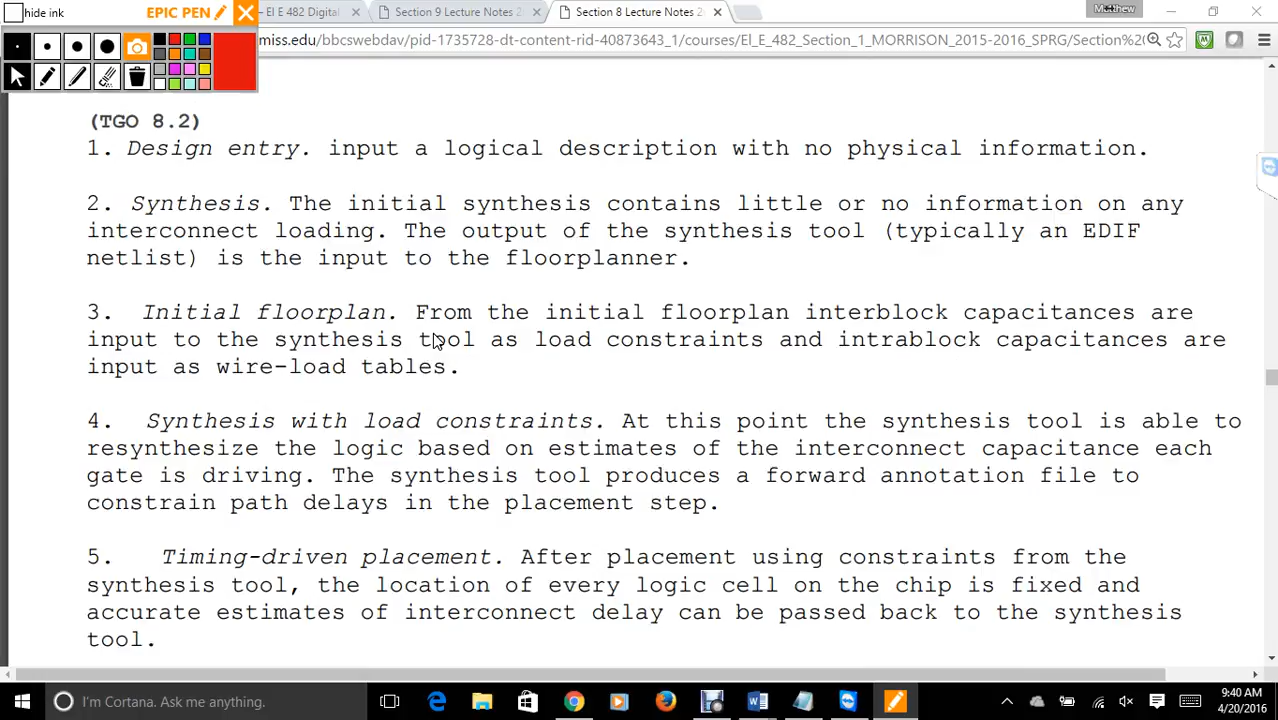 hide ink
EPIC PEN
– El E 482 Digital
Section 9 Lecture Notes 2
Section 8 Lecture Notes 2
Matthew
miss.edu/bbcswebdav/pid-1735728-dt-content-rid-40873643_1/courses/El_E_482_Section_1_MORRISON_2015-2016_SPRG/Section%20
(TGO 8.2)
1. Design entry. input a logical description with no physical information.
2. Synthesis. The initial synthesis contains little or no information on any
interconnect loading. The output of the synthesis tool (typically an EDIF
netlist) is the input to the floorplanner.
3. Initial floorplan. From the initial floorplan interblock capacitances are
input to the synthesis tool as load constraints and intrablock capacitances are
input as wire-load tables.
4. Synthesis with load constraints. At this point the synthesis tool is able to
resynthesize the logic based on estimates of the interconnect capacitance each
gate is driving. The synthesis tool produces a forward annotation file to
constrain path delays in the placement step.
5. Timing-driven placement. After placement using constraints from the
synthesis tool, the location of every logic cell on the chip is fixed and
accurate estimates of interconnect delay can be passed back to the synthesis
tool.
I'm Cortana. Ask me anything.
9:40 AM
4/20/2016